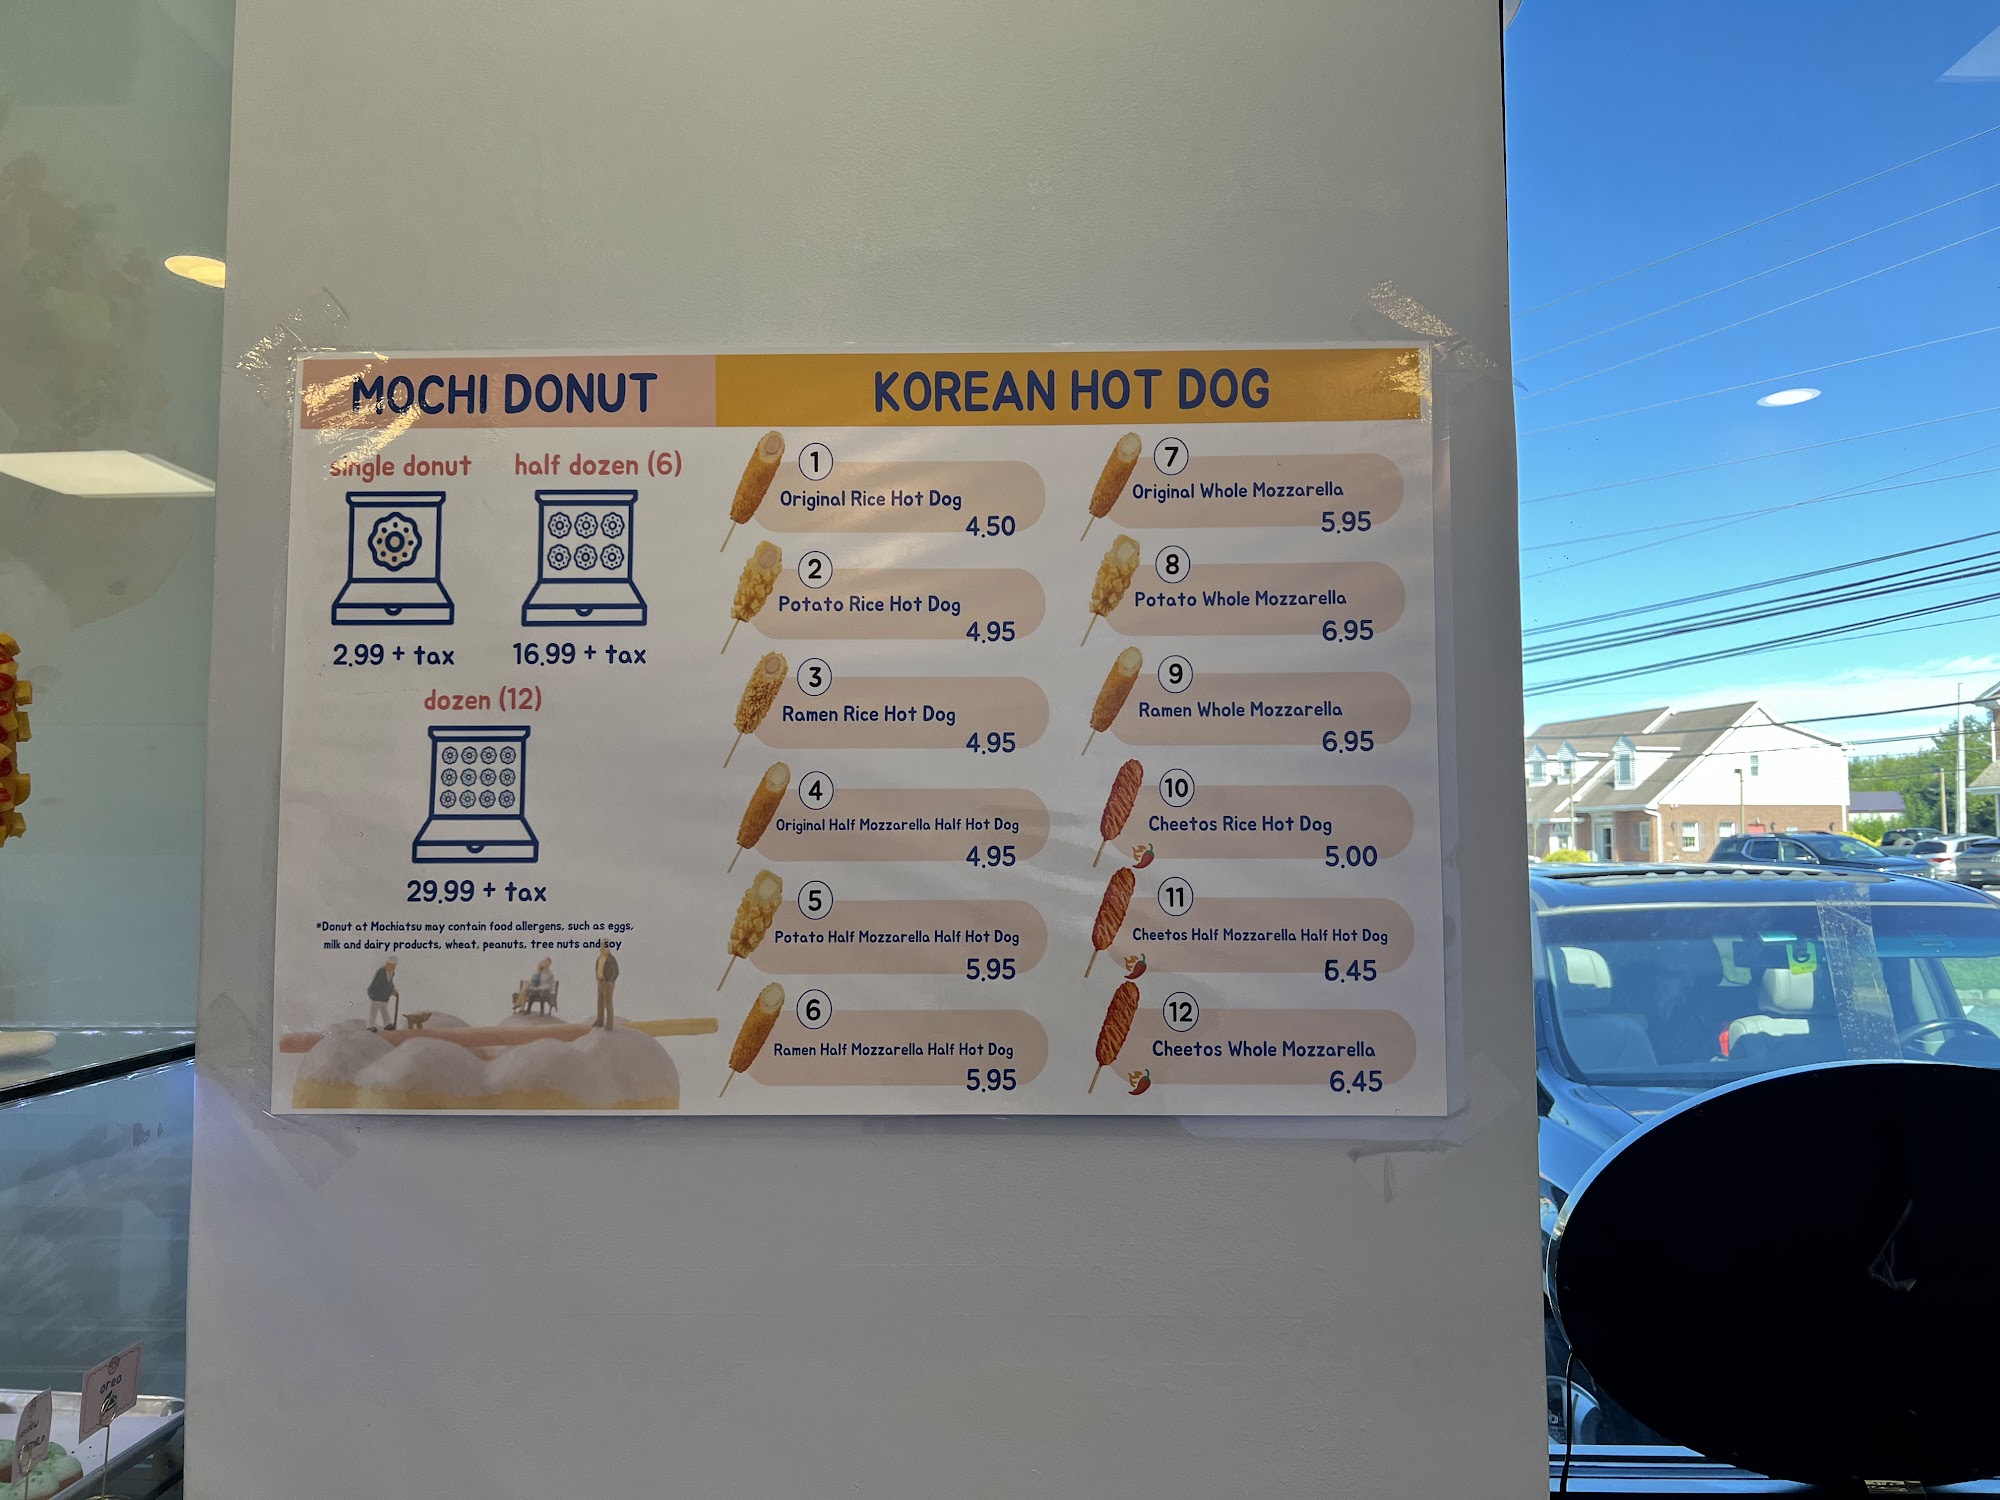 MOCHI DONUT
single donut
half dozen (6)
2.99 + tax
16.99 + tax
dozen (12)
29.99 + tax
*Donut at Mochiatsu may contain food allergens, such as eggs,
milk and dairy products, wheat, peanuts, tree nuts and soy
KOREAN HOT DOG
1
Original Rice Hot Dog
4.50
2
Potato Rice Hot Dog
4.95
3
Ramen Rice Hot Dog
4.95
4
Original Half Mozzarella Half Hot Dog
4.95
5
Potato Half Mozzarella Half Hot Dog
5.95
6
Ramen Half Mozzarella Half Hot Dog
5.95
7
Original Whole Mozzarella
5.95
8
Potato Whole Mozzarella
6.95
9
Ramen Whole Mozzarella
6.95
10
Cheetos Rice Hot Dog
5.00
11
Cheetos Half Mozzarella Half Hot Dog
6.45
12
Cheetos Whole Mozzarella
6.45
oreo